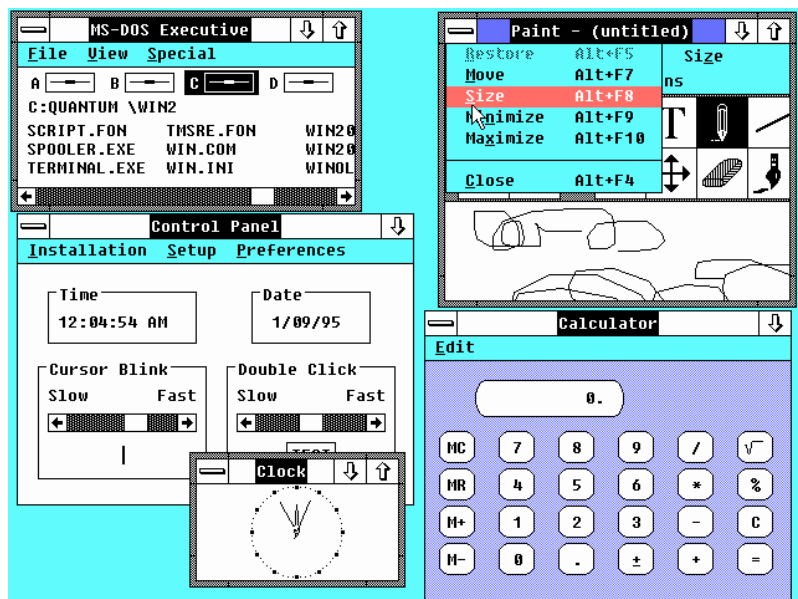 MS-DOS Executive
File View Special
A B C D
C:QUANTUM \WIN2
SCRIPT.FON TMSRE.FON WIN20
SPOOLER.EXE WIN.COM WIN20
TERMINAL.EXE WIN.INI WINOL
Paint - (untitled)
Restore Alt+F5
Move Alt+F7
Size Alt+F8
Minimize Alt+F9
Maximize Alt+F10
Close Alt+F4
Size
ns
T
Control Panel
Installation Setup Preferences
Time
12:04:54 AM
Date
1/09/95
Cursor Blink
Slow Fast
Double Click
Slow Fast
TEST
Clock
Calculator
Edit
0.
MC 7 8 9 / √
MR 4 5 6 * %
M+ 1 2 3 - C
M- 0 . ± + =